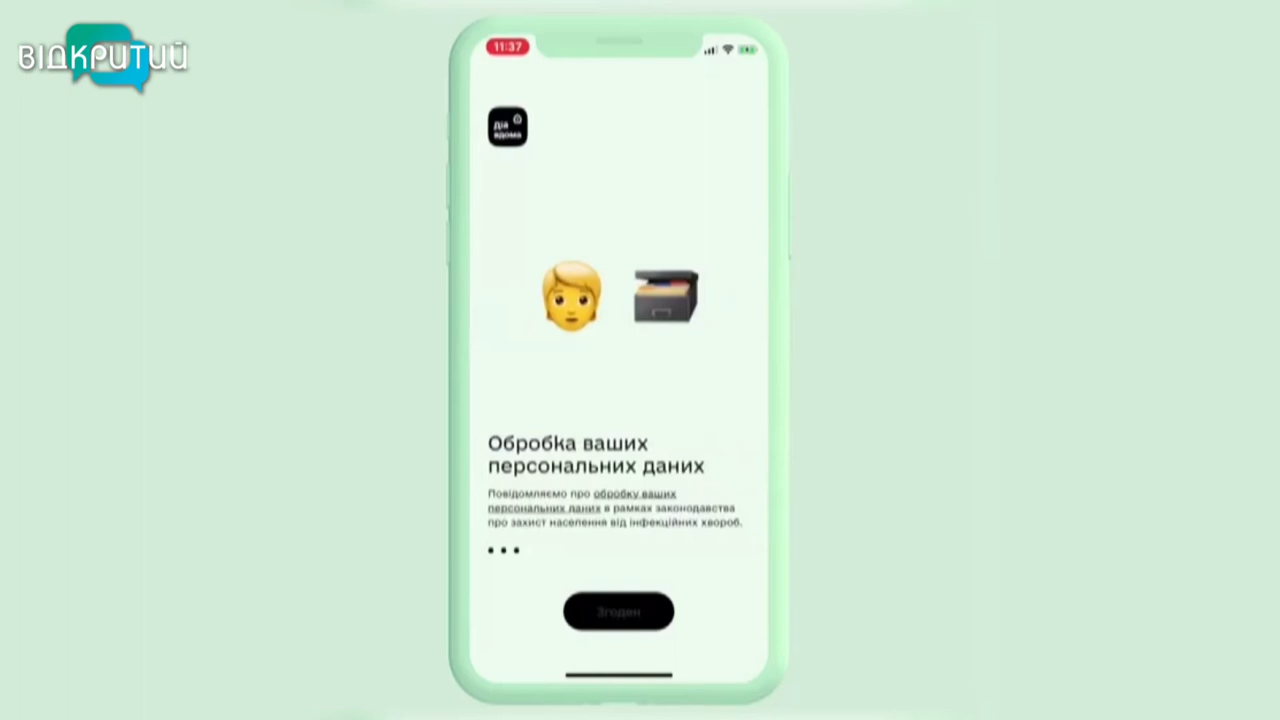 ВІДКРИТИЙ
11:37
Дія
вдома
Обробка ваших
персональних даних
Повідомляємо про обробку ваших
персональних даних в рамках законодавства
про захист населення від інфекційних хвороб.
Згоден